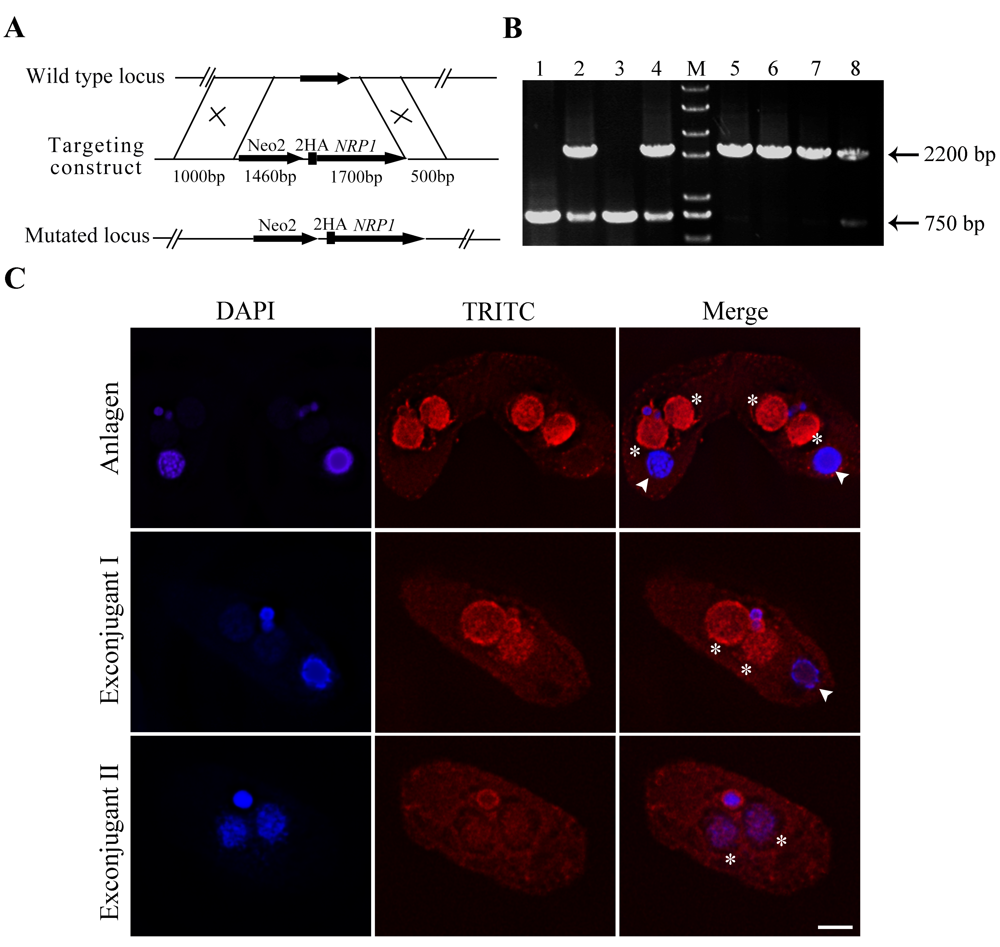 A
Wild type locus
Targeting
construct
Neo2 2HA NRP1
1000bp 1460bp 1700bp 500bp
Mutated locus
Neo2 2HA NRP1
B
1 2 3 4 M 5 6 7 8
2200 bp
750 bp
C
DAPI TRITC Merge
Anlagen
* * * *
Exconjugant I
* *
Exconjugant II
* *